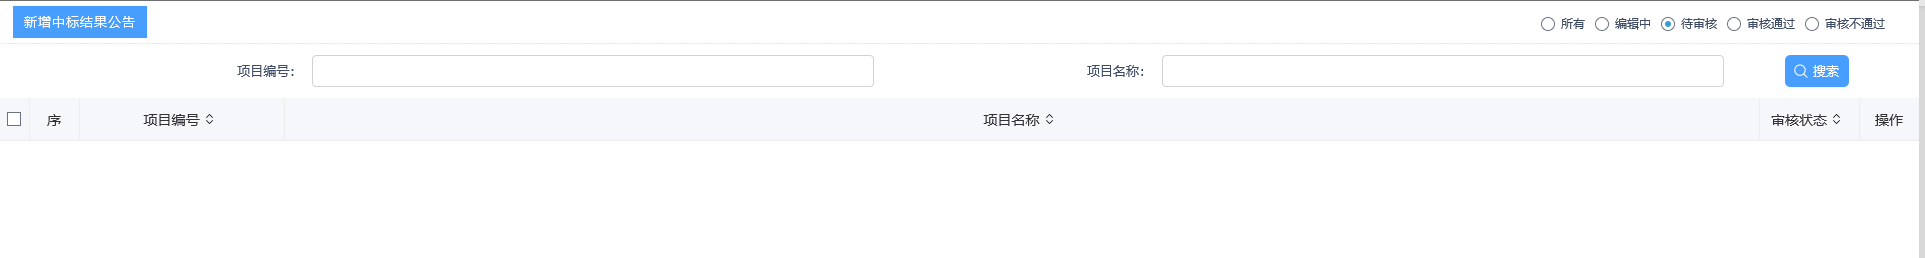 新增中标结果公告 所有 编辑中 待审核 审核通过 审核不通过
项目编号： 项目名称： 搜索
序 项目编号 项目名称 审核状态 操作